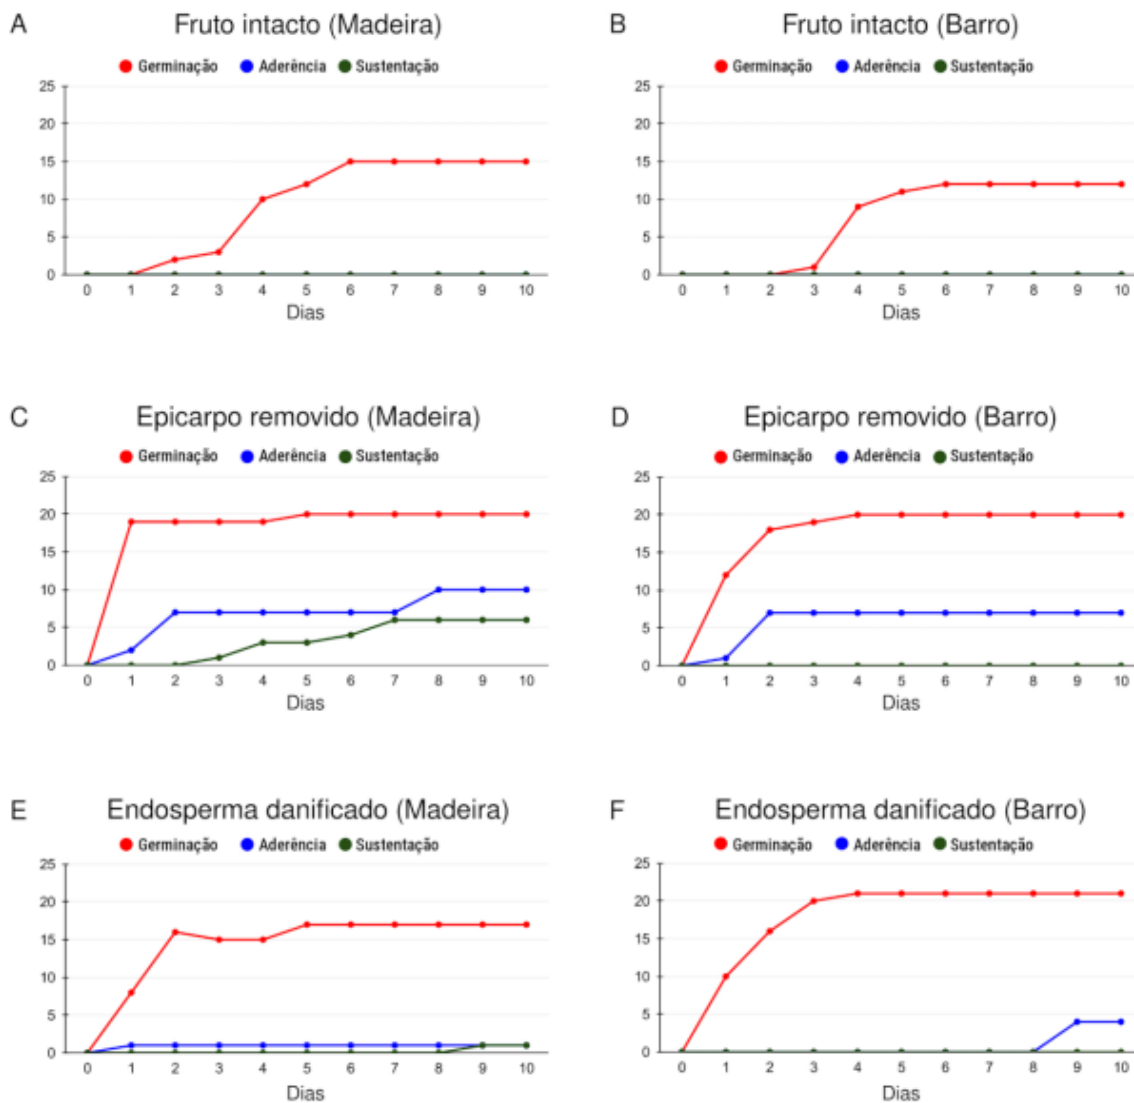 A Fruto intacto (Madeira)
Germinação Aderência Sustentação
25
20
15
10
5
0
0 1 2 3 4 5 6 7 8 9 10
Dias
B Fruto intacto (Barro)
Germinação Aderência Sustentação
25
20
15
10
5
0
0 1 2 3 4 5 6 7 8 9 10
Dias
C Epicarpo removido (Madeira)
Germinação Aderência Sustentação
25
20
15
10
5
0
0 1 2 3 4 5 6 7 8 9 10
Dias
D Epicarpo removido (Barro)
Germinação Aderência Sustentação
25
20
15
10
5
0
0 1 2 3 4 5 6 7 8 9 10
Dias
E Endosperma danificado (Madeira)
Germinação Aderência Sustentação
25
20
15
10
5
0
0 1 2 3 4 5 6 7 8 9 10
Dias
F Endosperma danificado (Barro)
Germinação Aderência Sustentação
25
20
15
10
5
0
0 1 2 3 4 5 6 7 8 9 10
Dias